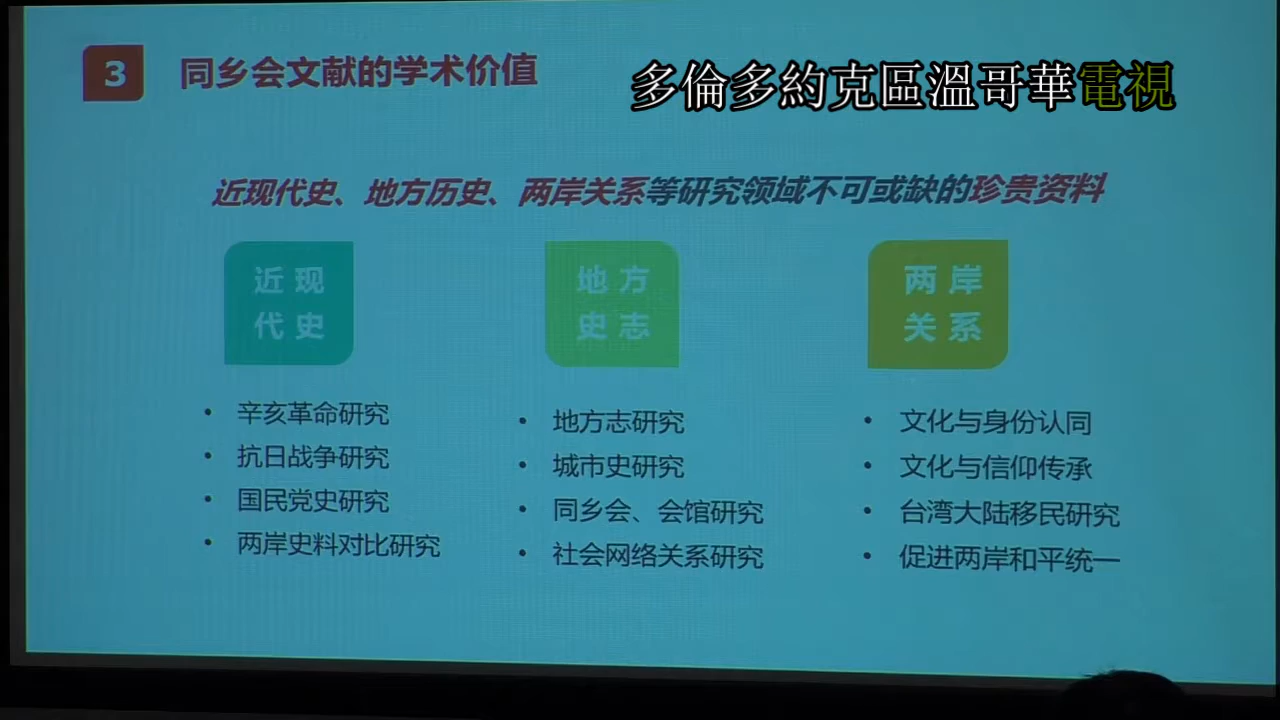 3 同乡会文献的学术价值
多倫多約克區溫哥華電視
近现代史、地方历史、两岸关系等研究领域不可或缺的珍贵资料
近现
代史
• 辛亥革命研究
• 抗日战争研究
• 国民党史研究
• 两岸史料对比研究
地方
史志
• 地方志研究
• 城市史研究
• 同乡会、会馆研究
• 社会网络关系研究
两岸
关系
• 文化与身份认同
• 文化与信仰传承
• 台湾大陆移民研究
• 促进两岸和平统一